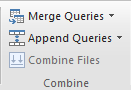 Merge Queries
Append Queries
Combine Files
Combine